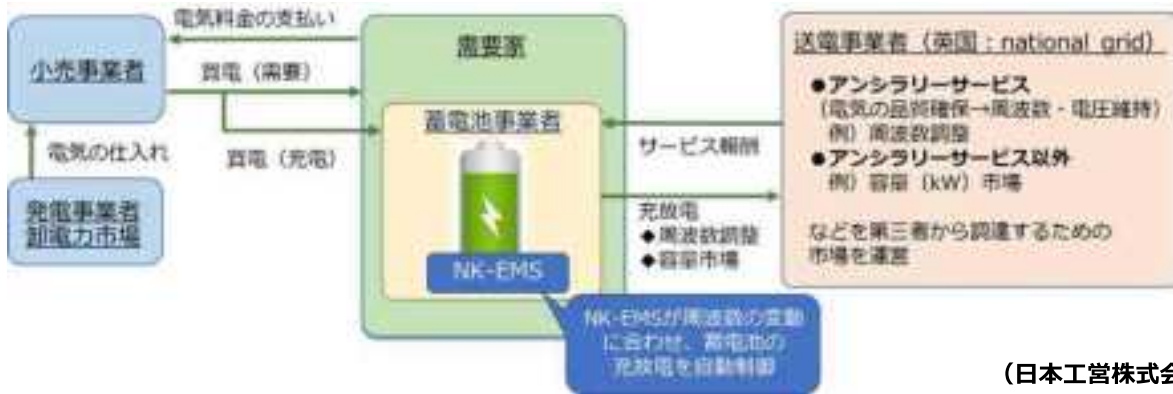 電気料金の支払い
小売事業者
買電（需要）
電気の仕入れ
買電（充電）
発電事業者
卸電力市場
需要家
蓄電池事業者
NK-EMS
サービス報酬
充放電
◆周波数調整
◆容量市場
送電事業者（英国：national grid）
●アンシラリーサービス
（電気の品質確保→周波数・電圧維持）
例）周波数調整
●アンシラリーサービス以外
例）容量（kW）市場
などを第三者から調達するための
市場を運営
NK-EMSが周波数の変動
に合わせ、蓄電池の
充放電を自動制御
（日本工営株式会